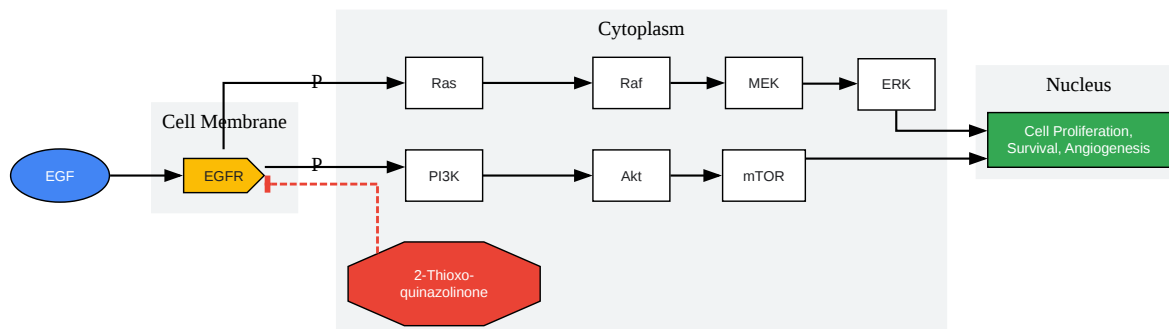 Cytoplasm
Nucleus
Cell Membrane
P
Ras
Raf
MEK
ERK
Cell Proliferation,
Survival, Angiogenesis
EGF
EGFR
P
PI3K
Akt
mTOR
2-Thioxo-
quinazolinone